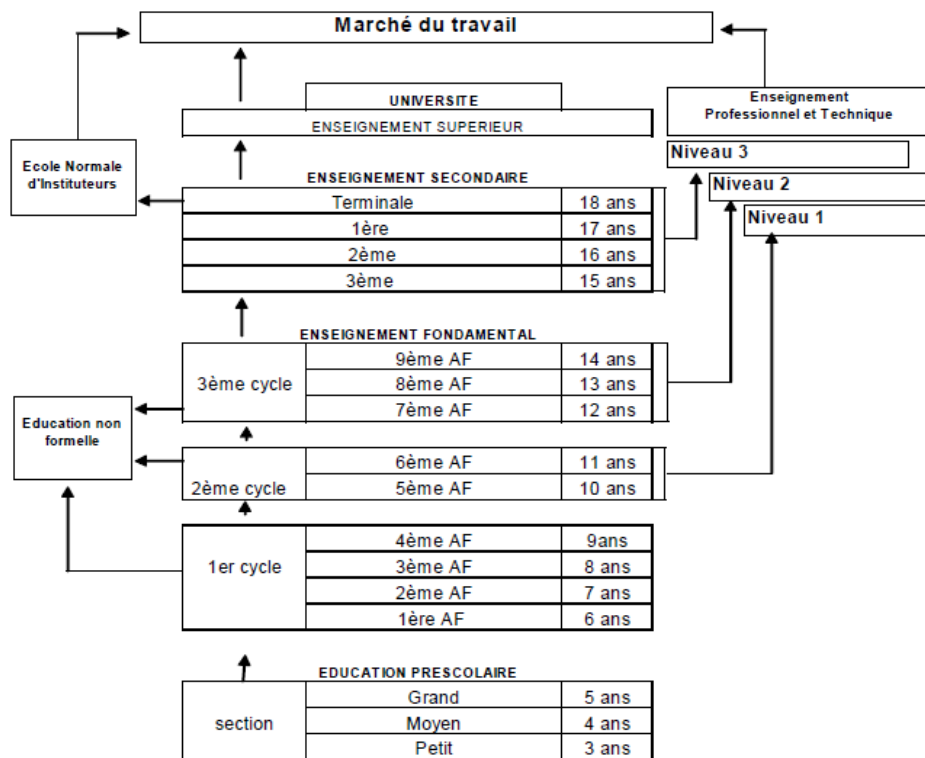 Marché du travail
UNIVERSITE
ENSEIGNEMENT SUPERIEUR
Enseignement
Professionnel et Technique
Niveau 3
Niveau 2
Niveau 1
Ecole Normale
d'Instituteurs
ENSEIGNEMENT SECONDAIRE
Terminale 18 ans
1ère 17 ans
2ème 16 ans
3ème 15 ans
ENSEIGNEMENT FONDAMENTAL
3ème cycle
9ème AF 14 ans
8ème AF 13 ans
7ème AF 12 ans
Education non
formelle
2ème cycle
6ème AF 11 ans
5ème AF 10 ans
1er cycle
4ème AF 9ans
3ème AF 8 ans
2ème AF 7 ans
1ère AF 6 ans
EDUCATION PRESCOLAIRE
section
Grand 5 ans
Moyen 4 ans
Petit 3 ans